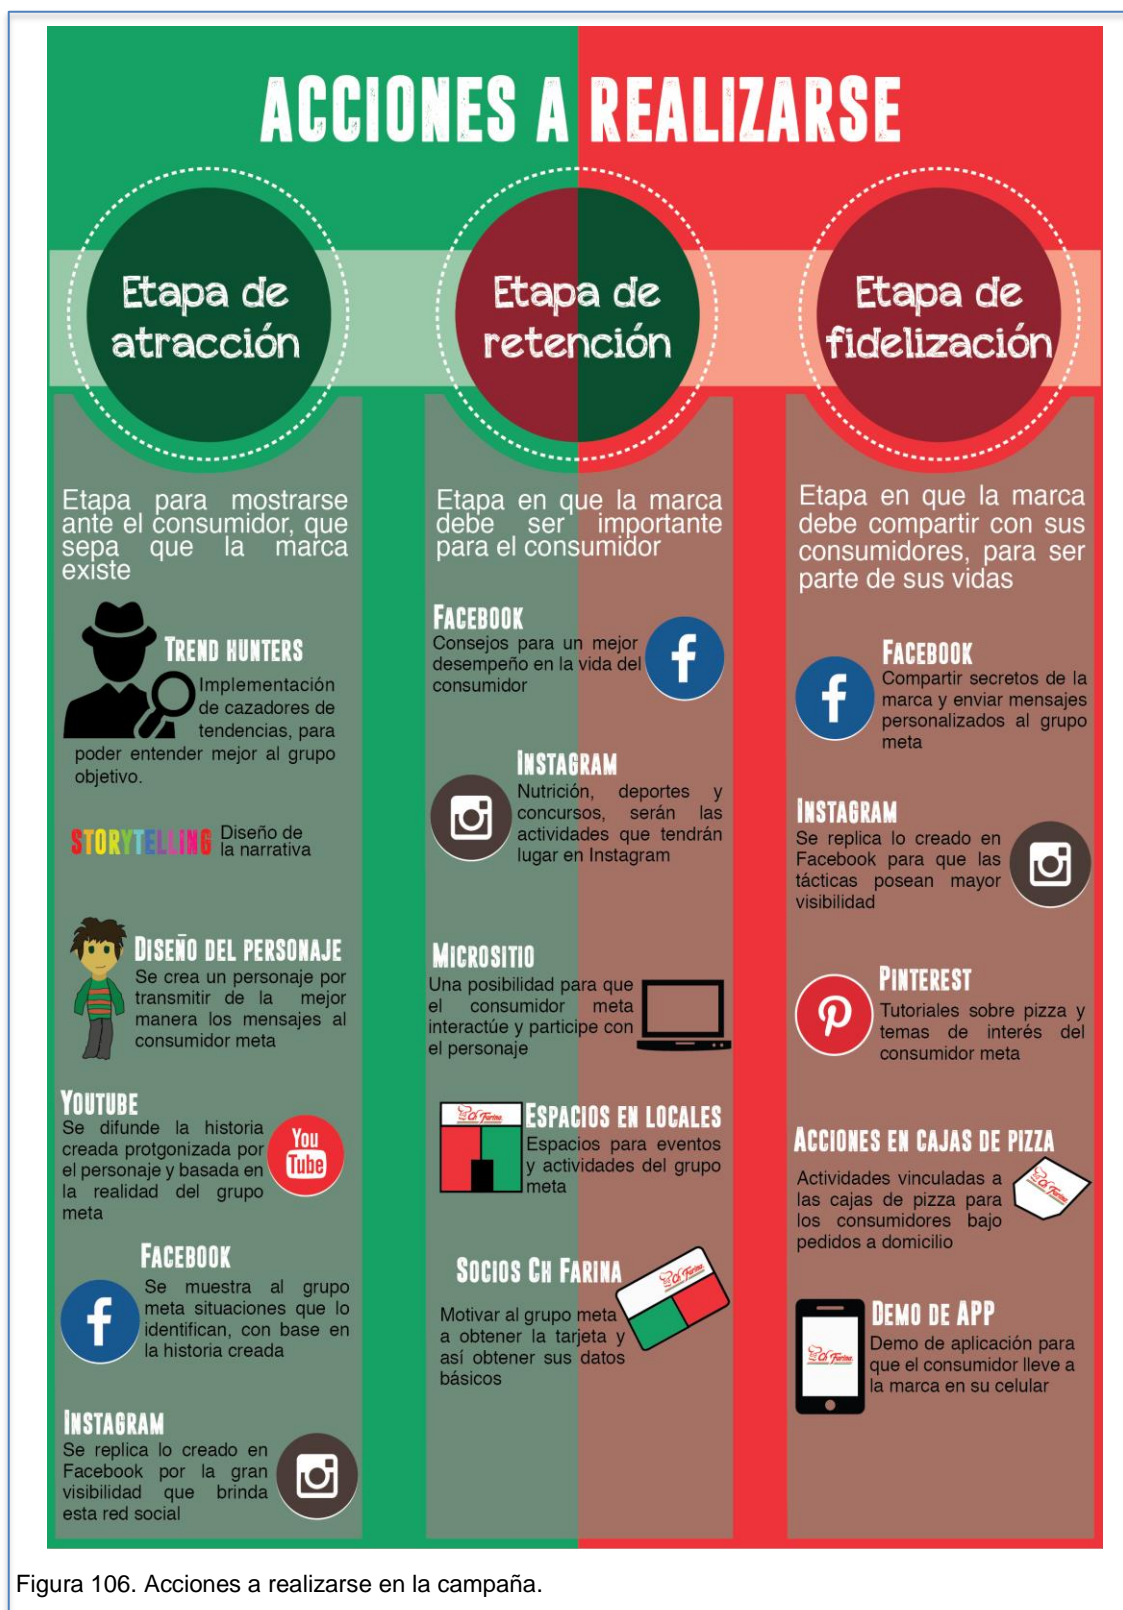 ACCIONES A REALIZARSE
Etapa de
atracción
Etapa para mostrarse
ante el consumidor, que
sepa que la marca
existe
TREND HUNTERS
Implementación
de cazadores de
tendencias, para
poder entender mejor al grupo
objetivo.
STORYTELLING
Diseño de
la narrativa
DISEÑO DEL PERSONAJE
Se crea un personaje por
transmitir de la mejor
manera los mensajes al
consumidor meta
YOUTUBE
Se difunde la historia
creada protgonizada por
el personaje y basada en
la realidad del grupo
meta
You
Tube
FACEBOOK
Se muestra al grupo
meta situaciones que lo
identifican, con base en
la historia creada
INSTAGRAM
Se replica lo creado en
Facebook por la gran
visibilidad que brinda
esta red social
Etapa de
retención
Etapa en que la marca
debe ser importante
para el consumidor
FACEBOOK
Consejos para un mejor
desempeño en la vida del
consumidor
INSTAGRAM
Nutrición, deportes y
concursos, serán las
actividades que tendrán
lugar en Instagram
MICROSITIO
Una posibilidad para que
el consumidor meta
interactúe y participe con
el personaje
Ch Farina
ESPACIOS EN LOCALES
Espacios para eventos
y actividades del grupo
meta
SOCIOS CH FARINA
Ch Farina
Motivar al grupo meta
a obtener la tarjeta y
así obtener sus datos
básicos
Etapa de
fidelización
Etapa en que la marca
debe compartir con sus
consumidores, para ser
parte de sus vidas
FACEBOOK
Compartir secretos de la
marca y enviar mensajes
personalizados al grupo
meta
INSTAGRAM
Se replica lo creado en
Facebook para que las
tácticas posean mayor
visibilidad
PINTEREST
Tutoriales sobre pizza y
temas de interés del
consumidor meta
ACCIONES EN CAJAS DE PIZZA
Actividades vinculadas a
las cajas de pizza para
los consumidores bajo
pedidos a domicilio
Ch Farina
DEMO DE APP
Demo de aplicación para
que el consumidor lleve a
la marca en su celular
Ch Farina
Figura 106. Acciones a realizarse en la campaña.